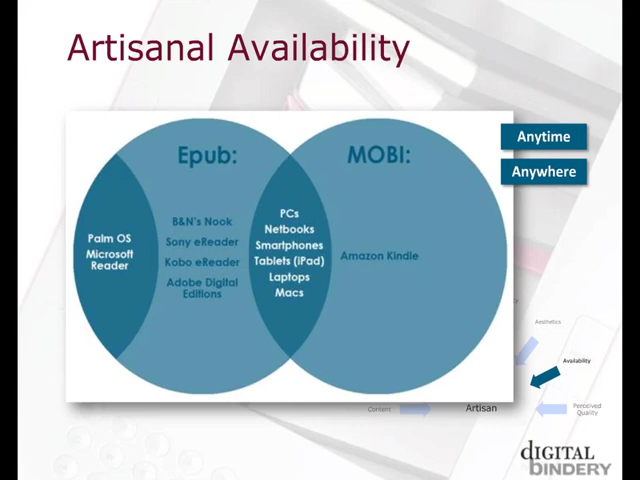 Artisanal Availability
Epub:
MOBI:
Anytime
Anywhere
Palm OS
Microsoft
Reader
B&N's Nook
Sony eReader
Kobo eReader
Adobe Digital
Editions
PCs
Netbooks
Smartphones
Tablets (iPad)
Laptops
Macs
Amazon Kindle
Aesthetics
Availability
Content
Artisan
Perceived
Quality
dIGITAL
BINDERY